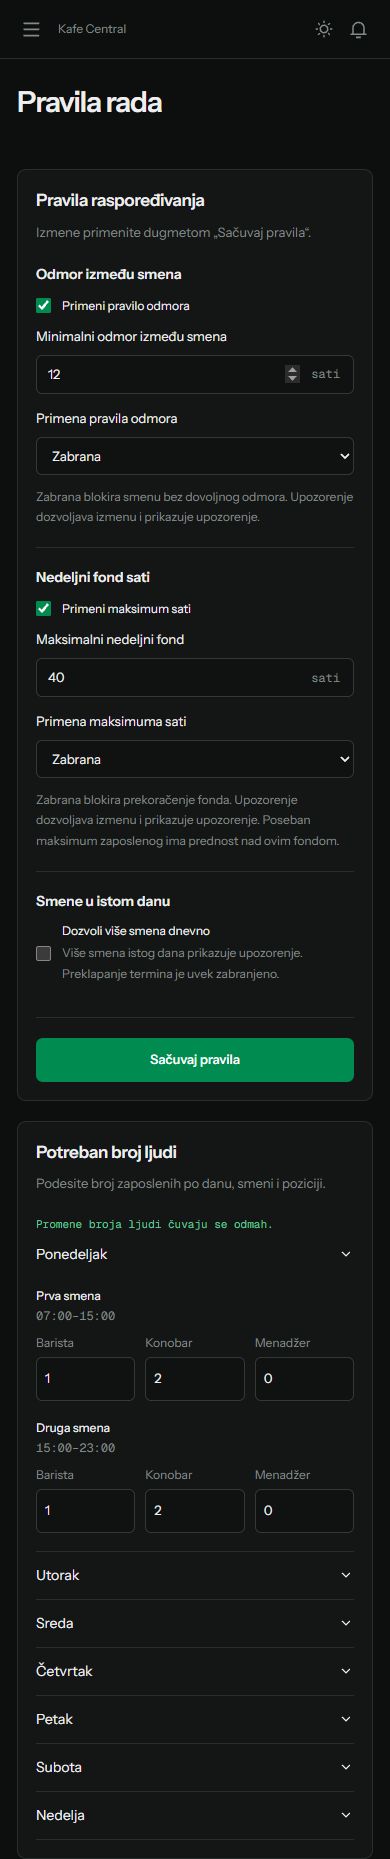 Kafe Central
Pravila rada
Pravila raspoređivanja
Izmene primenite dugmetom „Sačuvaj pravila“.
Odmor između smena
Primeni pravilo odmora
Minimalni odmor između smena
12 sati
Primena pravila odmora
Zabrana
Zabrana blokira smenu bez dovoljnog odmora. Upozorenje
dozvoljava izmenu i prikazuje upozorenje.
Nedeljni fond sati
Primeni maksimum sati
Maksimalni nedeljni fond
40 sati
Primena maksimuma sati
Zabrana
Zabrana blokira prekoračenje fonda. Upozorenje
dozvoljava izmenu i prikazuje upozorenje. Poseban
maksimum zaposlenog ima prednost nad ovim fondom.
Smene u istom danu
Dozvoli više smena dnevno
Više smena istog dana prikazuje upozorenje.
Preklapanje termina je uvek zabranjeno.
Sačuvaj pravila
Potreban broj ljudi
Podesite broj zaposlenih po danu, smeni i poziciji.
Promene broja ljudi čuvaju se odmah.
Ponedeljak
Prva smena
07:00–15:00
Barista Konobar Menadžer
1 2 0
Druga smena
15:00–23:00
Barista Konobar Menadžer
1 2 0
Utorak
Sreda
Četvrtak
Petak
Subota
Nedelja